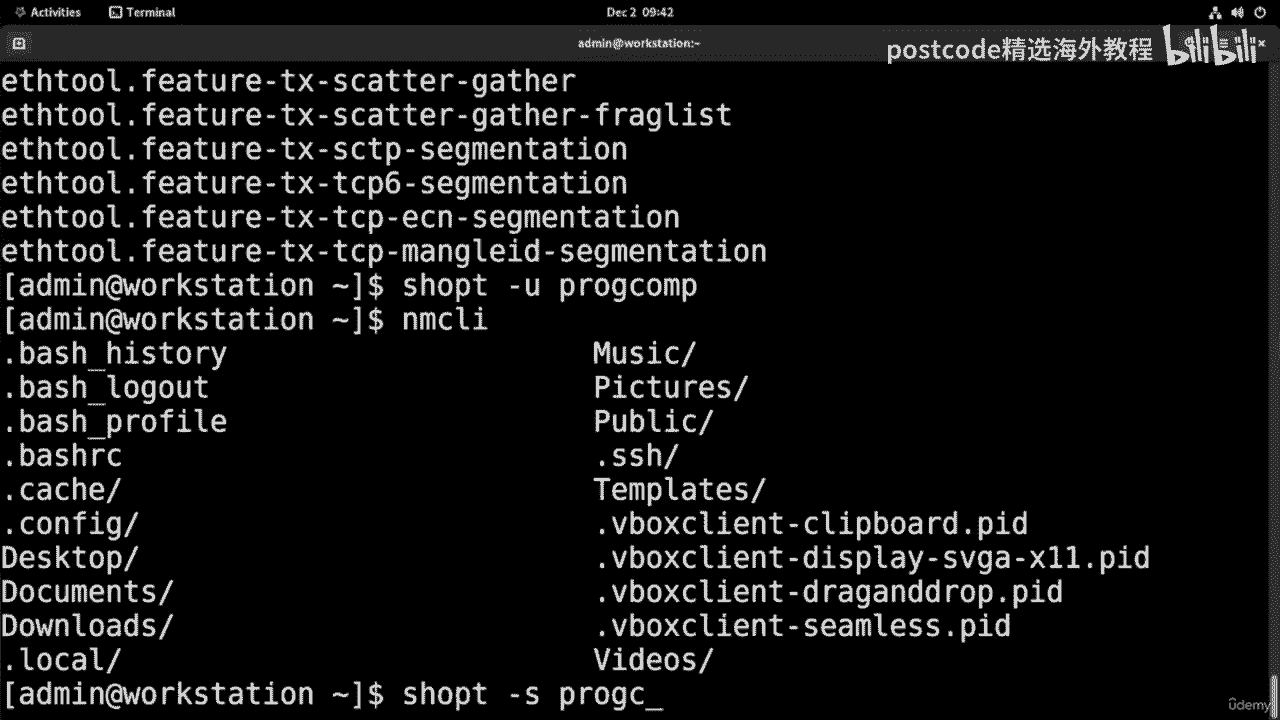 Activities Terminal Dec 2 09:42
admin@workstation:~
postcode精选海外教程 bilibili
ethtool.feature-tx-scatter-gather
ethtool.feature-tx-scatter-gather-fraglist
ethtool.feature-tx-sctp-segmentation
ethtool.feature-tx-tcp6-segmentation
ethtool.feature-tx-tcp-ecn-segmentation
ethtool.feature-tx-tcp-mangleid-segmentation
[admin@workstation ~]$ shopt -u progcomp
[admin@workstation ~]$ nmcli
.bash_history Music/
.bash_logout Pictures/
.bash_profile Public/
.bashrc .ssh/
.cache/ Templates/
.config/ .vboxclient-clipboard.pid
Desktop/ .vboxclient-display-svga-x11.pid
Documents/ .vboxclient-draganddrop.pid
Downloads/ .vboxclient-seamless.pid
.local/ Videos/
[admin@workstation ~]$ shopt -s progc_
udemy